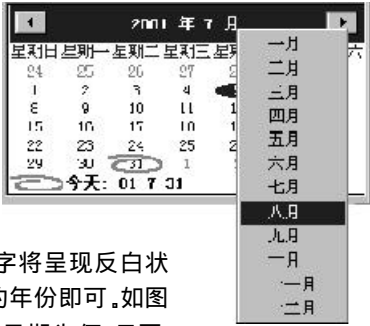 2001 年 7 月
星期日 星期一 星期二 星期三 星期 六
24 25 26 27
1 2 3 4
8 9 10 11
15 16 17 18
22 23 24 25
29 30 31 1
今天: 01 7 31
一月
二月
三月
四月
五月
六月
七月
八月
九月
一月
一月
二月
字将呈现反白状
的年份即可。如图